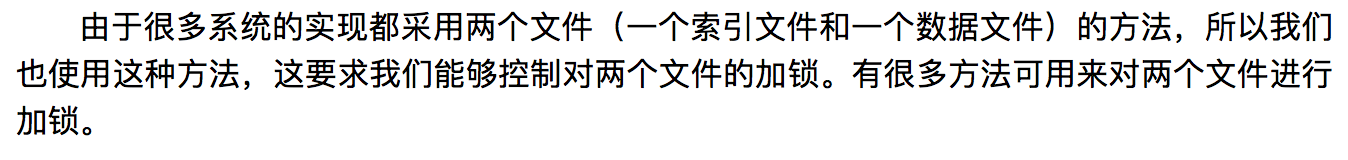 由于很多系统的实现都采用两个文件（一个索引文件和一个数据文件）的方法，所以我们
也使用这种方法，这要求我们能够控制对两个文件的加锁。有很多方法可用来对两个文件进行
加锁。